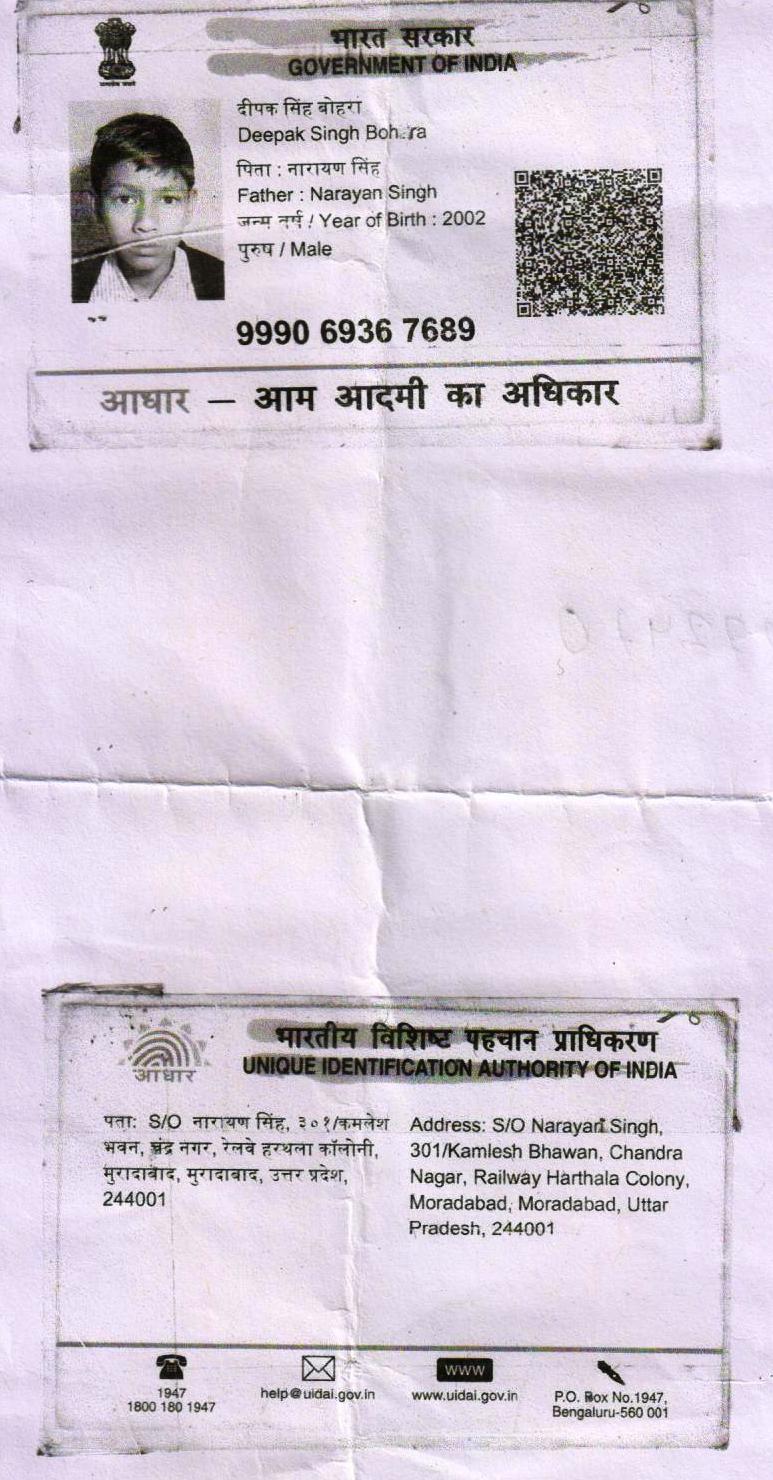 भारत सरकार
GOVERNMENT OF INDIA
दीपक सिंह बोहरा
Deepak Singh
पिता : नारायण सिंह
Father : Narayan Singh
जन्म वर्ष / Year of Birth : 2002
पुरुष / Male
9990 6936 7689
आधार – आम आदमी का अधिकार
भारतीय विशिष्ट पहचान प्राधिकरण
UNIQUE IDENTIFICATION AUTHORITY OF INDIA
आधार
पता: S/O नारायण सिंह, ३०१/कमलेश
भवन, चंद्र नगर, रेलवे हरथला कॉलोनी,
मुरादाबाद, मुरादाबाद, उत्तर प्रदेश,
244001
Address: S/O Narayan Singh,
301/Kamlesh Bhawan, Chandra
Nagar, Railway Harthala Colony,
Moradabad, Moradabad, Uttar
Pradesh, 244001
1947
1800 180 1947
help@uidai.gov.in
WWW
www.uidai.gov.in
P.O. Box No.1947,
Bengaluru-560 001